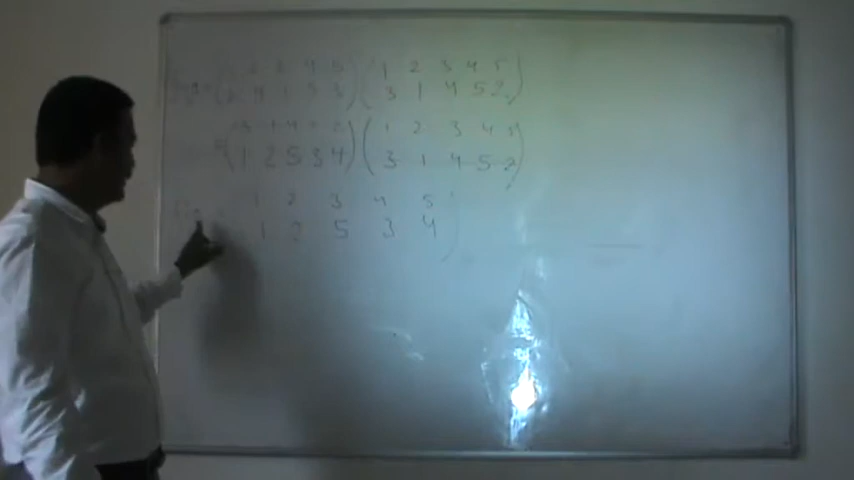 4 5 ) ( 1 2 3 4 5 )
3 ) ( 3 1 4 5 2 )
( 3 1 4 5 2 ) ( 1 2 3 4 5 )
( 1 2 5 3 4 ) ( 3 1 4 5 2 )
1 2 3 4 5 )
1 2 5 3 4 )